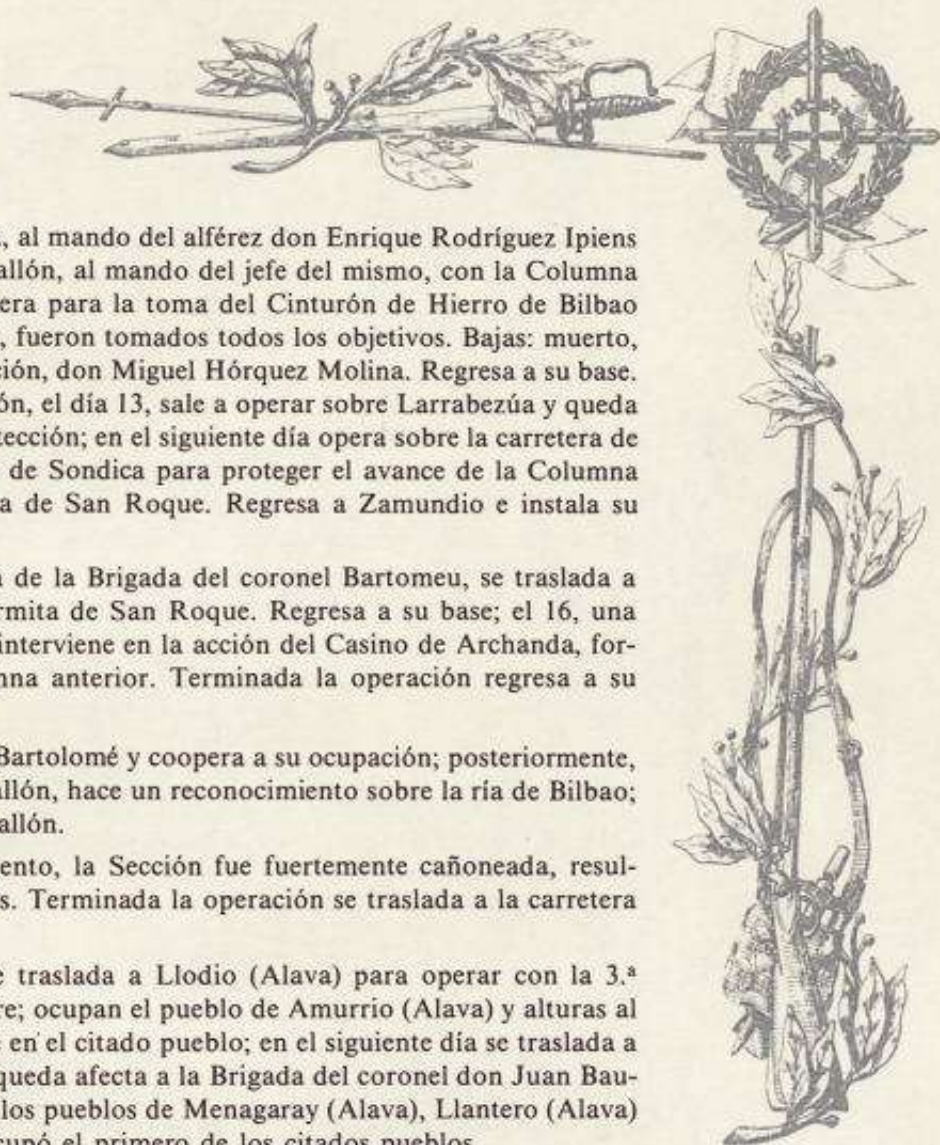 , al mando del alférez don Enrique Rodríguez Ipiens
allón, al mando del jefe del mismo, con la Columna
era para la toma del Cinturón de Hierro de Bilbao
, fueron tomados todos los objetivos. Bajas: muerto,
ción, don Miguel Hórquez Molina. Regresa a su base.
ón, el día 13, sale a operar sobre Larrabezúa y queda
tección; en el siguiente día opera sobre la carretera de
de Sondica para proteger el avance de la Columna
a de San Roque. Regresa a Zamundio e instala su
a de la Brigada del coronel Bartomeu, se traslada a
rmita de San Roque. Regresa a su base; el 16, una
interviene en la acción del Casino de Archanda, for-
nna anterior. Terminada la operación regresa a su
Bartolomé y coopera a su ocupación; posteriormente,
allón, hace un reconocimiento sobre la ría de Bilbao;
allón.
ento, la Sección fue fuertemente cañoneada, resul-
s. Terminada la operación se traslada a la carretera
e traslada a Llodio (Alava) para operar con la 3.ª
re; ocupan el pueblo de Amurrio (Alava) y alturas al
e en el citado pueblo; en el siguiente día se traslada a
queda afecta a la Brigada del coronel don Juan Bau-
los pueblos de Menagaray (Alava), Llantero (Alava)
cupó el primero de los citados pueblos.